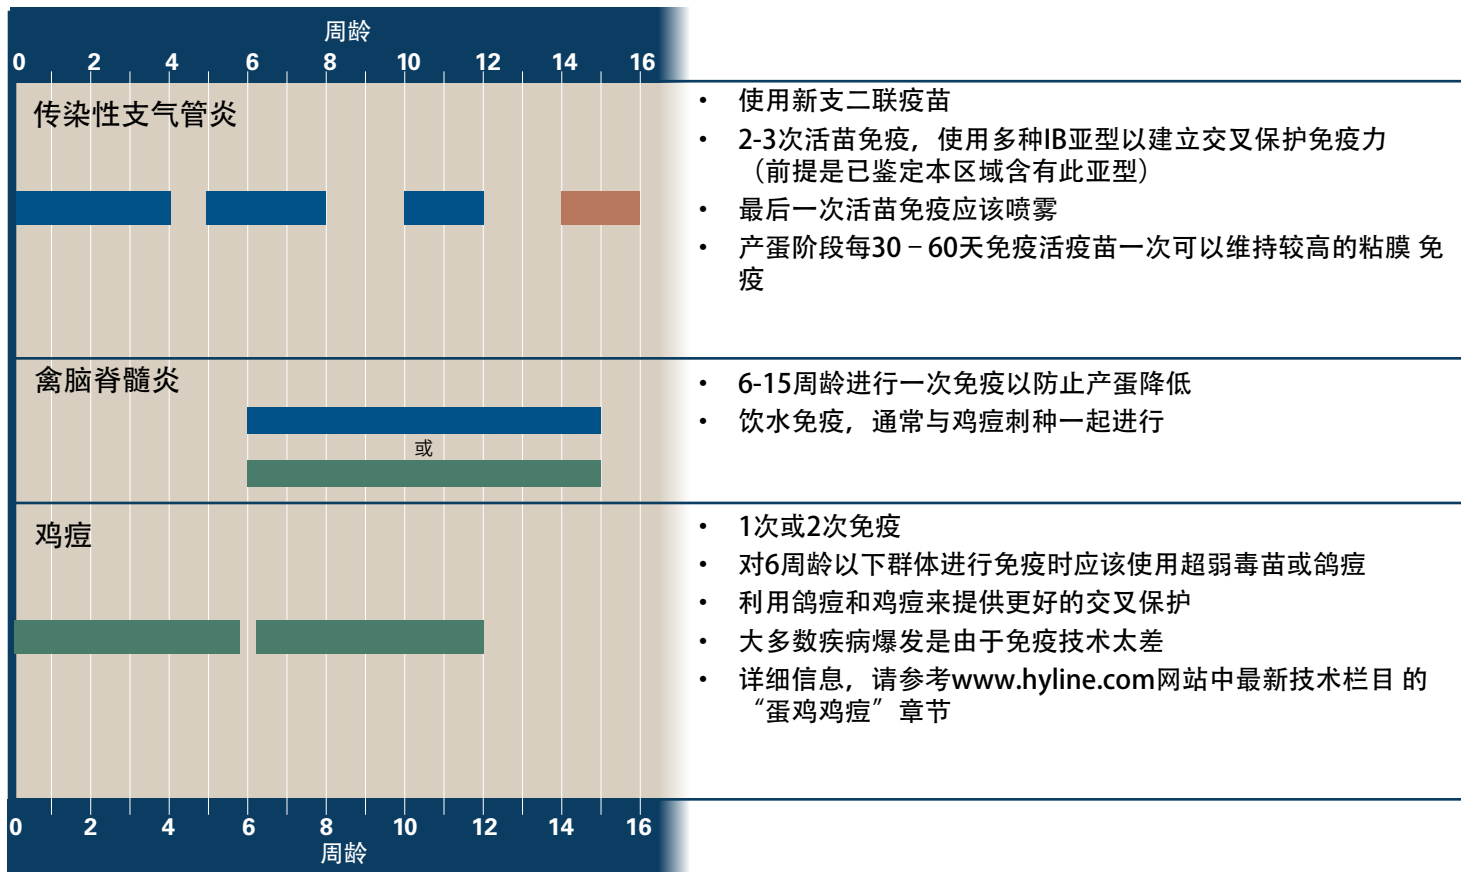 周龄
0 2 4 6 8 10 12 14 16
传染性支气管炎
• 使用新支二联疫苗
• 2-3次活苗免疫，使用多种IB亚型以建立交叉保护免疫力
（前提是已鉴定本区域含有此亚型）
• 最后一次活苗免疫应该喷雾
• 产蛋阶段每30–60天免疫活疫苗一次可以维持较高的粘膜 免
疫
禽脑脊髓炎
或
• 6-15周龄进行一次免疫以防止产蛋降低
• 饮水免疫，通常与鸡痘刺种一起进行
鸡痘
• 1次或2次免疫
• 对6周龄以下群体进行免疫时应该使用超弱毒苗或鸽痘
• 利用鸽痘和鸡痘来提供更好的交叉保护
• 大多数疾病爆发是由于免疫技术太差
• 详细信息，请参考www.hyline.com网站中最新技术栏目 的
“蛋鸡鸡痘”章节
0 2 4 6 8 10 12 14 16
周龄